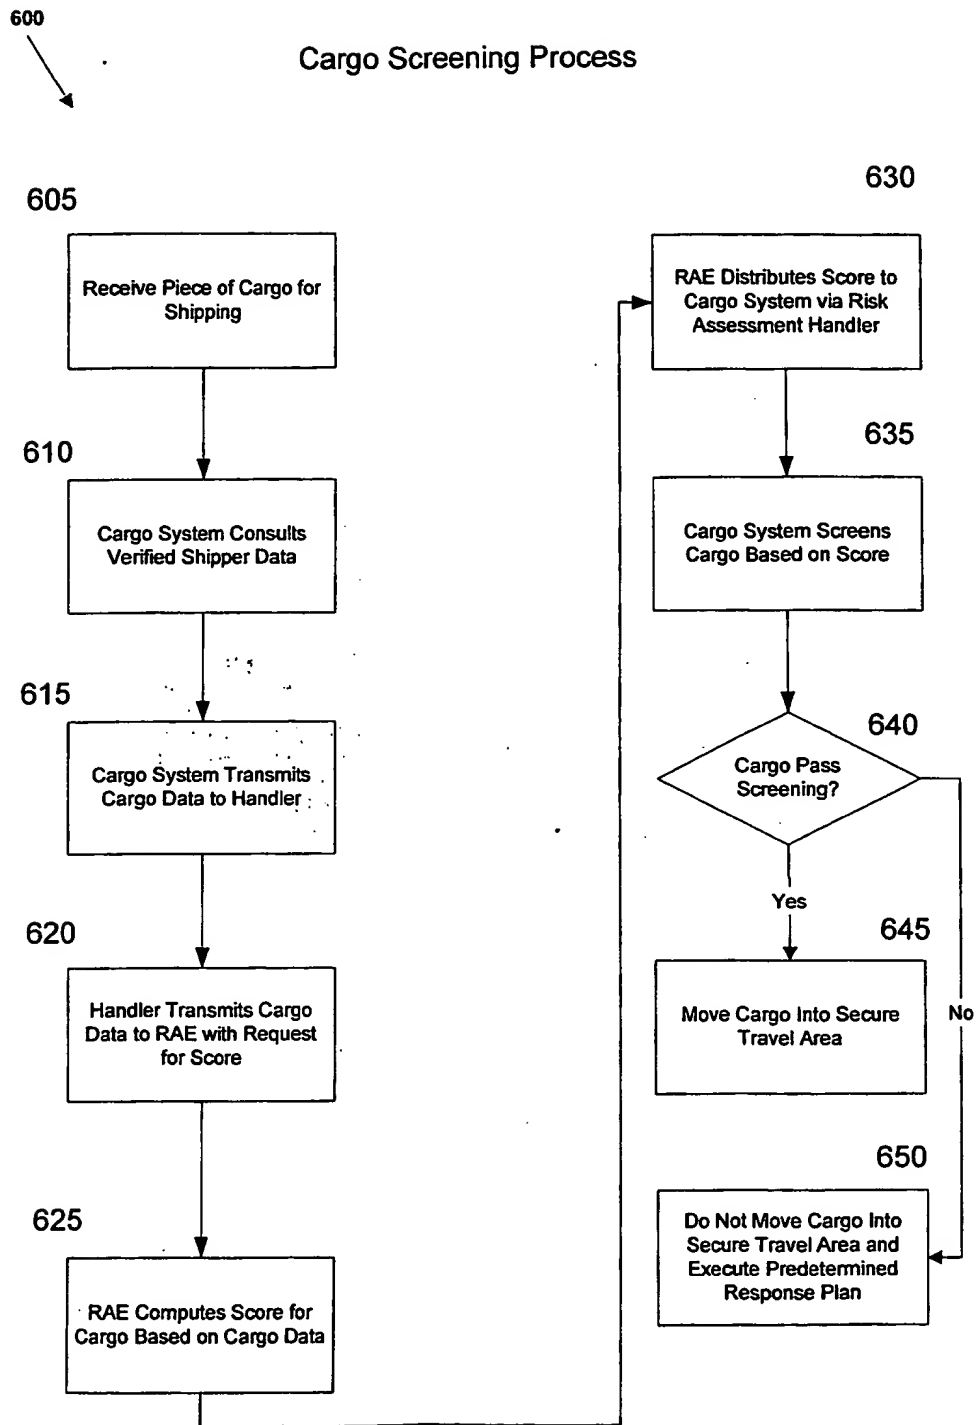 600
Cargo Screening Process
605
Receive Piece of Cargo for
Shipping
610
Cargo System Consults
Verified Shipper Data
615
Cargo System Transmits
Cargo Data to Handler
620
Handler Transmits Cargo
Data to RAE with Request
for Score
625
RAE Computes Score for
Cargo Based on Cargo Data
630
RAE Distributes Score to
Cargo System via Risk
Assessment Handler
635
Cargo System Screens
Cargo Based on Score
640
Cargo Pass
Screening?
Yes
No
645
Move Cargo Into Secure
Travel Area
650
Do Not Move Cargo Into
Secure Travel Area and
Execute Predetermined
Response Plan